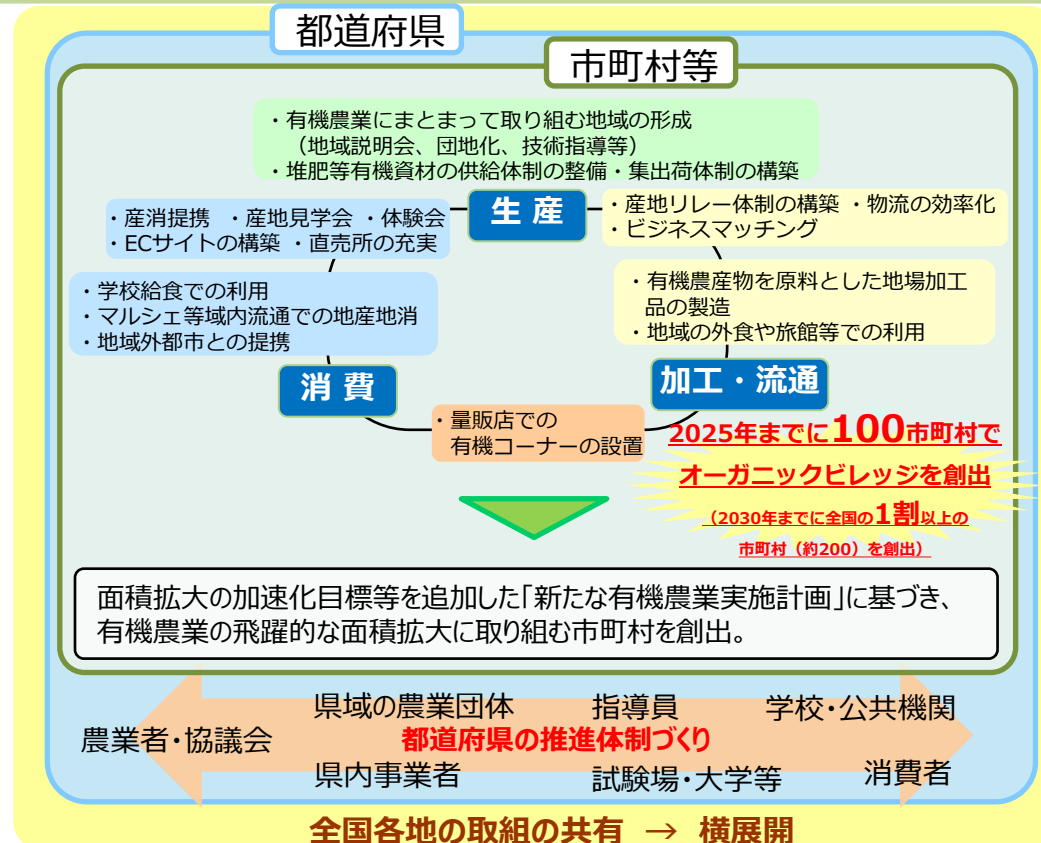 都道府県
市町村等
・有機農業にまとまって取り組む地域の形成
（地域説明会、団地化、技術指導等）
・堆肥等有機資材の供給体制の整備・集出荷体制の構築
生産
・産消提携 ・産地見学会 ・体験会
・ECサイトの構築 ・直売所の充実
・産地リレー体制の構築 ・物流の効率化
・ビジネスマッチング
・学校給食での利用
・マルシェ等域内流通での地産地消
・地域外都市との提携
・有機農産物を原料とした地場加工
品の製造
・地域の外食や旅館等での利用
消費
加工・流通
・量販店での
有機コーナーの設置
2025年までに100市町村で
オーガニックビレッジを創出
（2030年までに全国の1割以上の
市町村（約200）を創出）
面積拡大の加速化目標等を追加した「新たな有機農業実施計画」に基づき、
有機農業の飛躍的な面積拡大に取り組む市町村を創出。
県域の農業団体 指導員 学校・公共機関
農業者・協議会 都道府県の推進体制づくり
県内事業者 試験場・大学等 消費者
全国各地の取組の共有 → 横展開